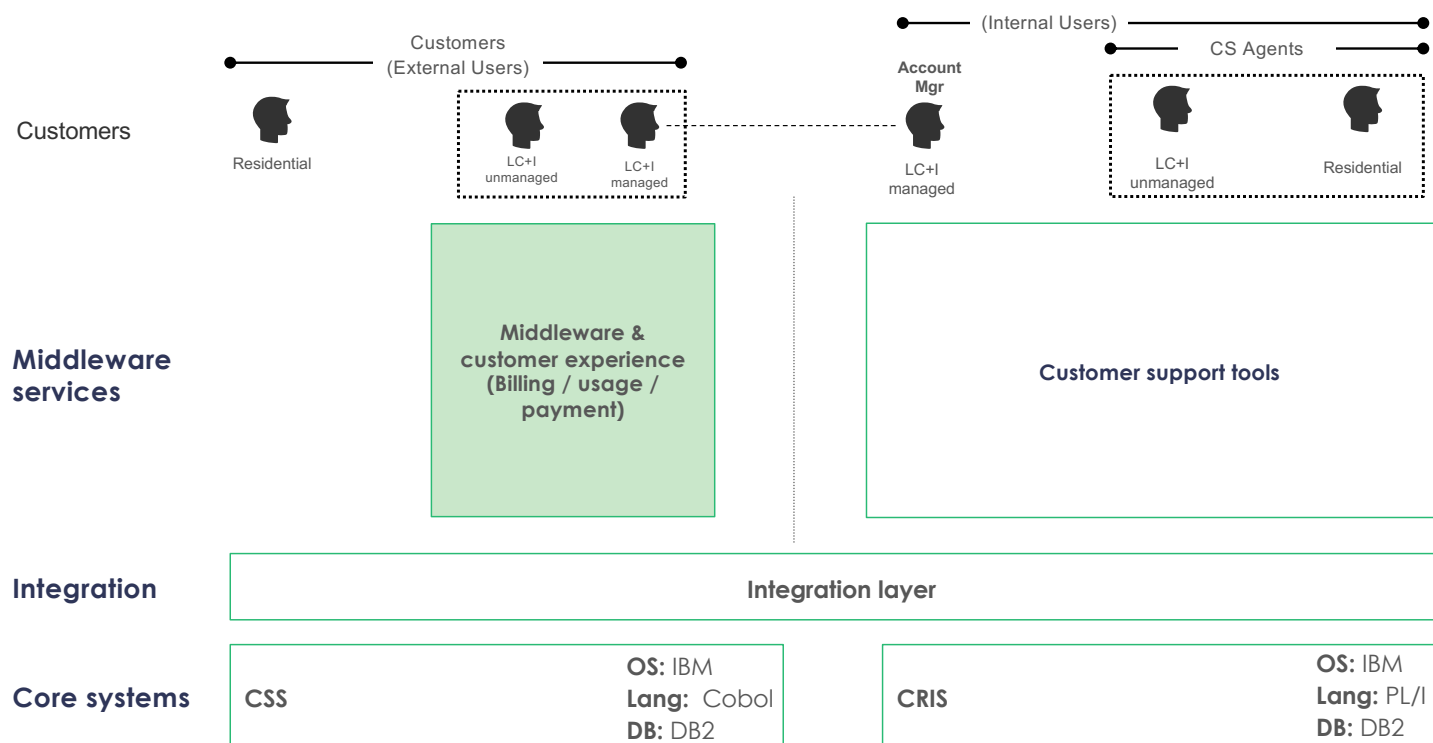 (Internal Users)
Customers
(External Users)
CS Agents
Account
Mgr
Customers
Residential
LC+I
unmanaged
LC+I
managed
LC+I
managed
LC+I
unmanaged
Residential
Middleware
services
Middleware &
customer experience
(Billing / usage /
payment)
Customer support tools
Integration
Integration layer
Core systems
CSS
OS: IBM
Lang: Cobol
DB: DB2
CRIS
OS: IBM
Lang: PL/I
DB: DB2